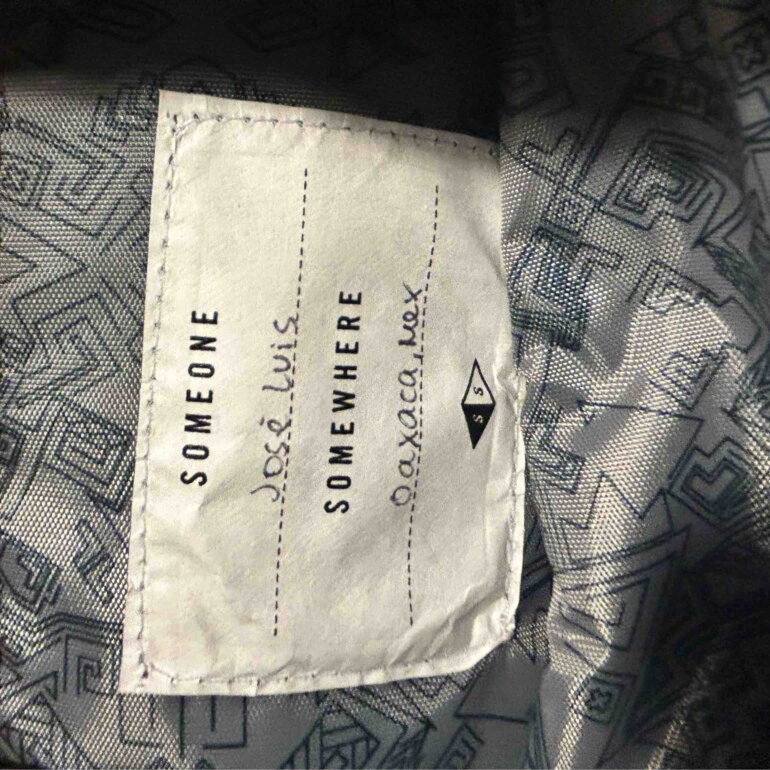 SOMEONE
José Luis
SOMEWHERE
Oaxaca, Mex
S S